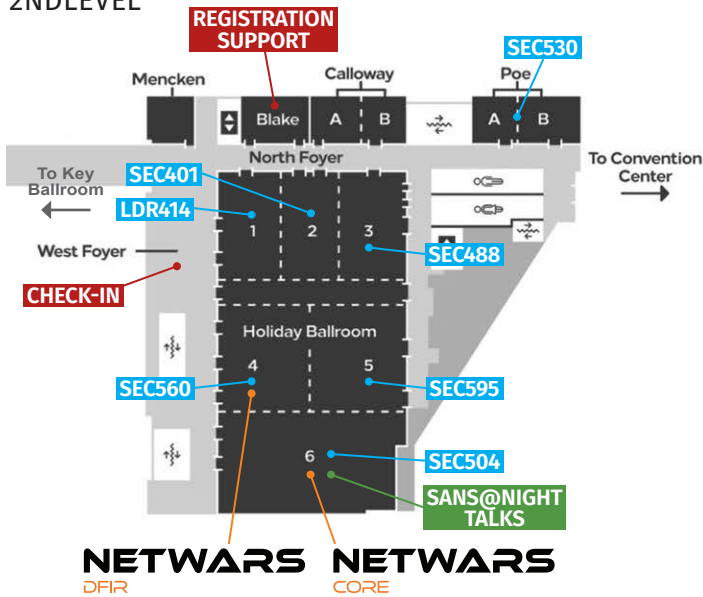 2NDLEVEL
REGISTRATION
SUPPORT
SEC530
Mencken
Calloway
Poe
Blake
A
B
A
B
North Foyer
To Convention
Center
To Key
Ballroom
SEC401
LDR414
1
2
3
West Foyer
SEC488
CHECK-IN
Holiday Ballroom
4
5
SEC560
SEC595
6
SEC504
SANS@NIGHT
TALKS
NETWARS
DFIR
NETWARS
CORE